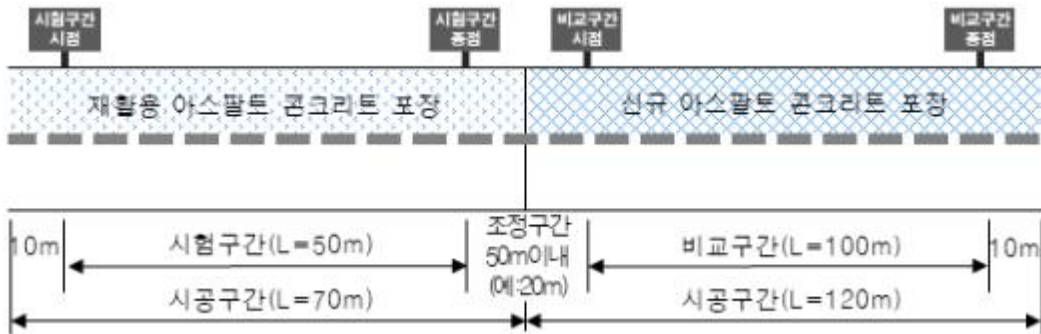 시험구간
시점
시험구간
종점
비교구간
시점
비교구간
종점
재활용 아스팔트 콘크리트 포장
신규 아스팔트 콘크리트 포장
10m
시험구간(L=50m)
조정구간
50m이내
(예:20m)
비교구간(L=100m)
10m
시공구간(L=70m)
시공구간(L=120m)